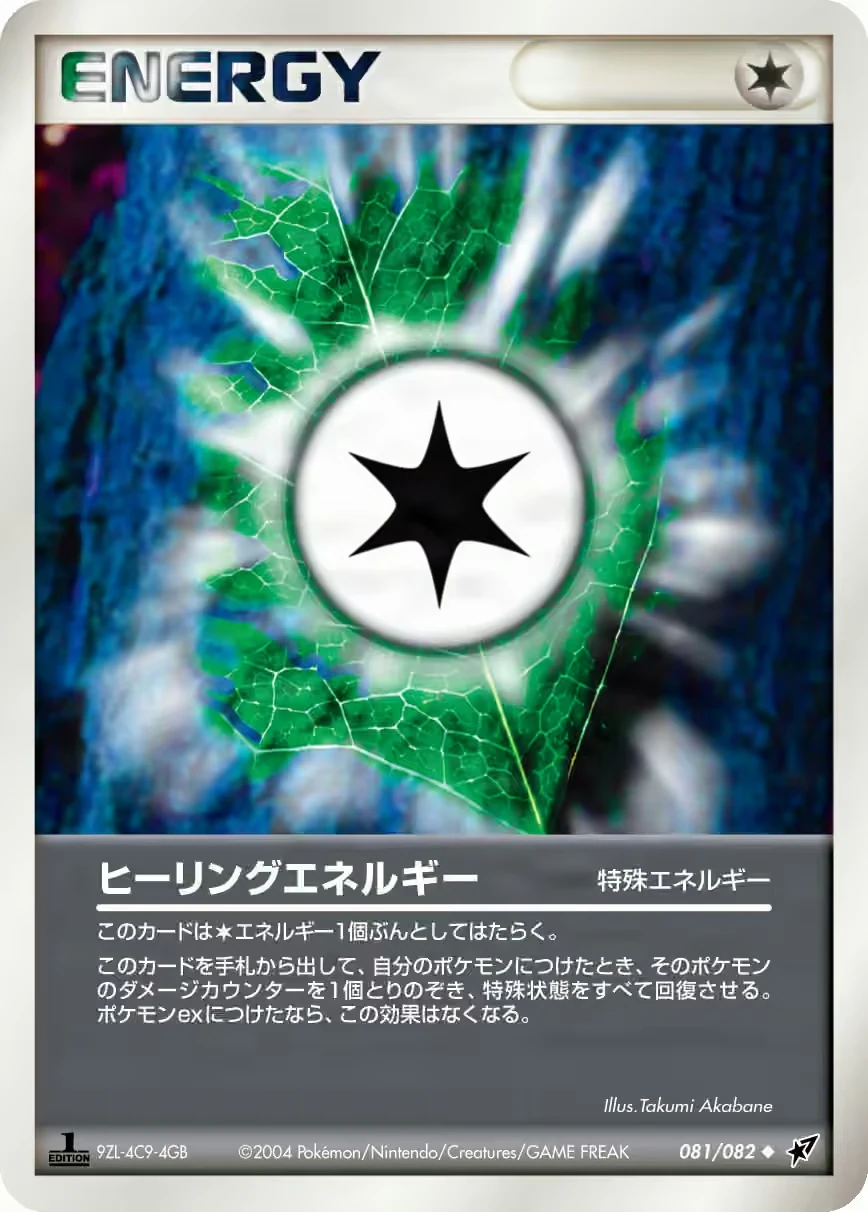 ENERGY
ヒーリングエネルギー 特殊エネルギー
このカードは✶エネルギー1個ぶんとしてはたらく。
このカードを手札から出して、自分のポケモンにつけたとき、そのポケモン
のダメージカウンターを1個とりのぞき、特殊状態をすべて回復させる。
ポケモンexにつけたなら、この効果はなくなる。
Illus.Takumi Akabane
1 EDITION 9ZL-4C9-4GB ©2004 Pokémon/Nintendo/Creatures/GAME FREAK 081/082 ◆